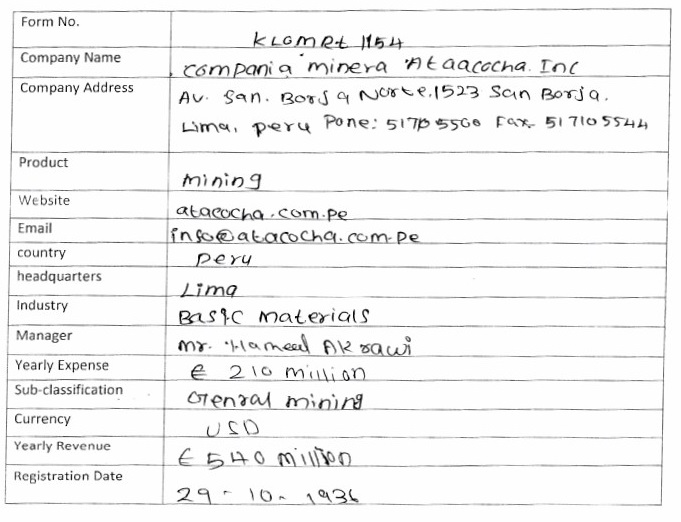 Form No.
KLGMRt 1154
Company Name
compania minera Ataacocha. Inc
Company Address
Av. San. Borja Norte, 1523 San Borja.
Lima, peru Pone: 51710 5500 Fax. 517105544
Product
mining
Website
atacocha.com.pe
Email
info@atacocha.com.pe
country
peru
headquarters
Lima
Industry
Basic materials
Manager
mr. Hameed Akrawi
Yearly Expense
€ 210 million
Sub-classification
Genral mining
Currency
USD
Yearly Revenue
€ 540 million
Registration Date
29-10-1936